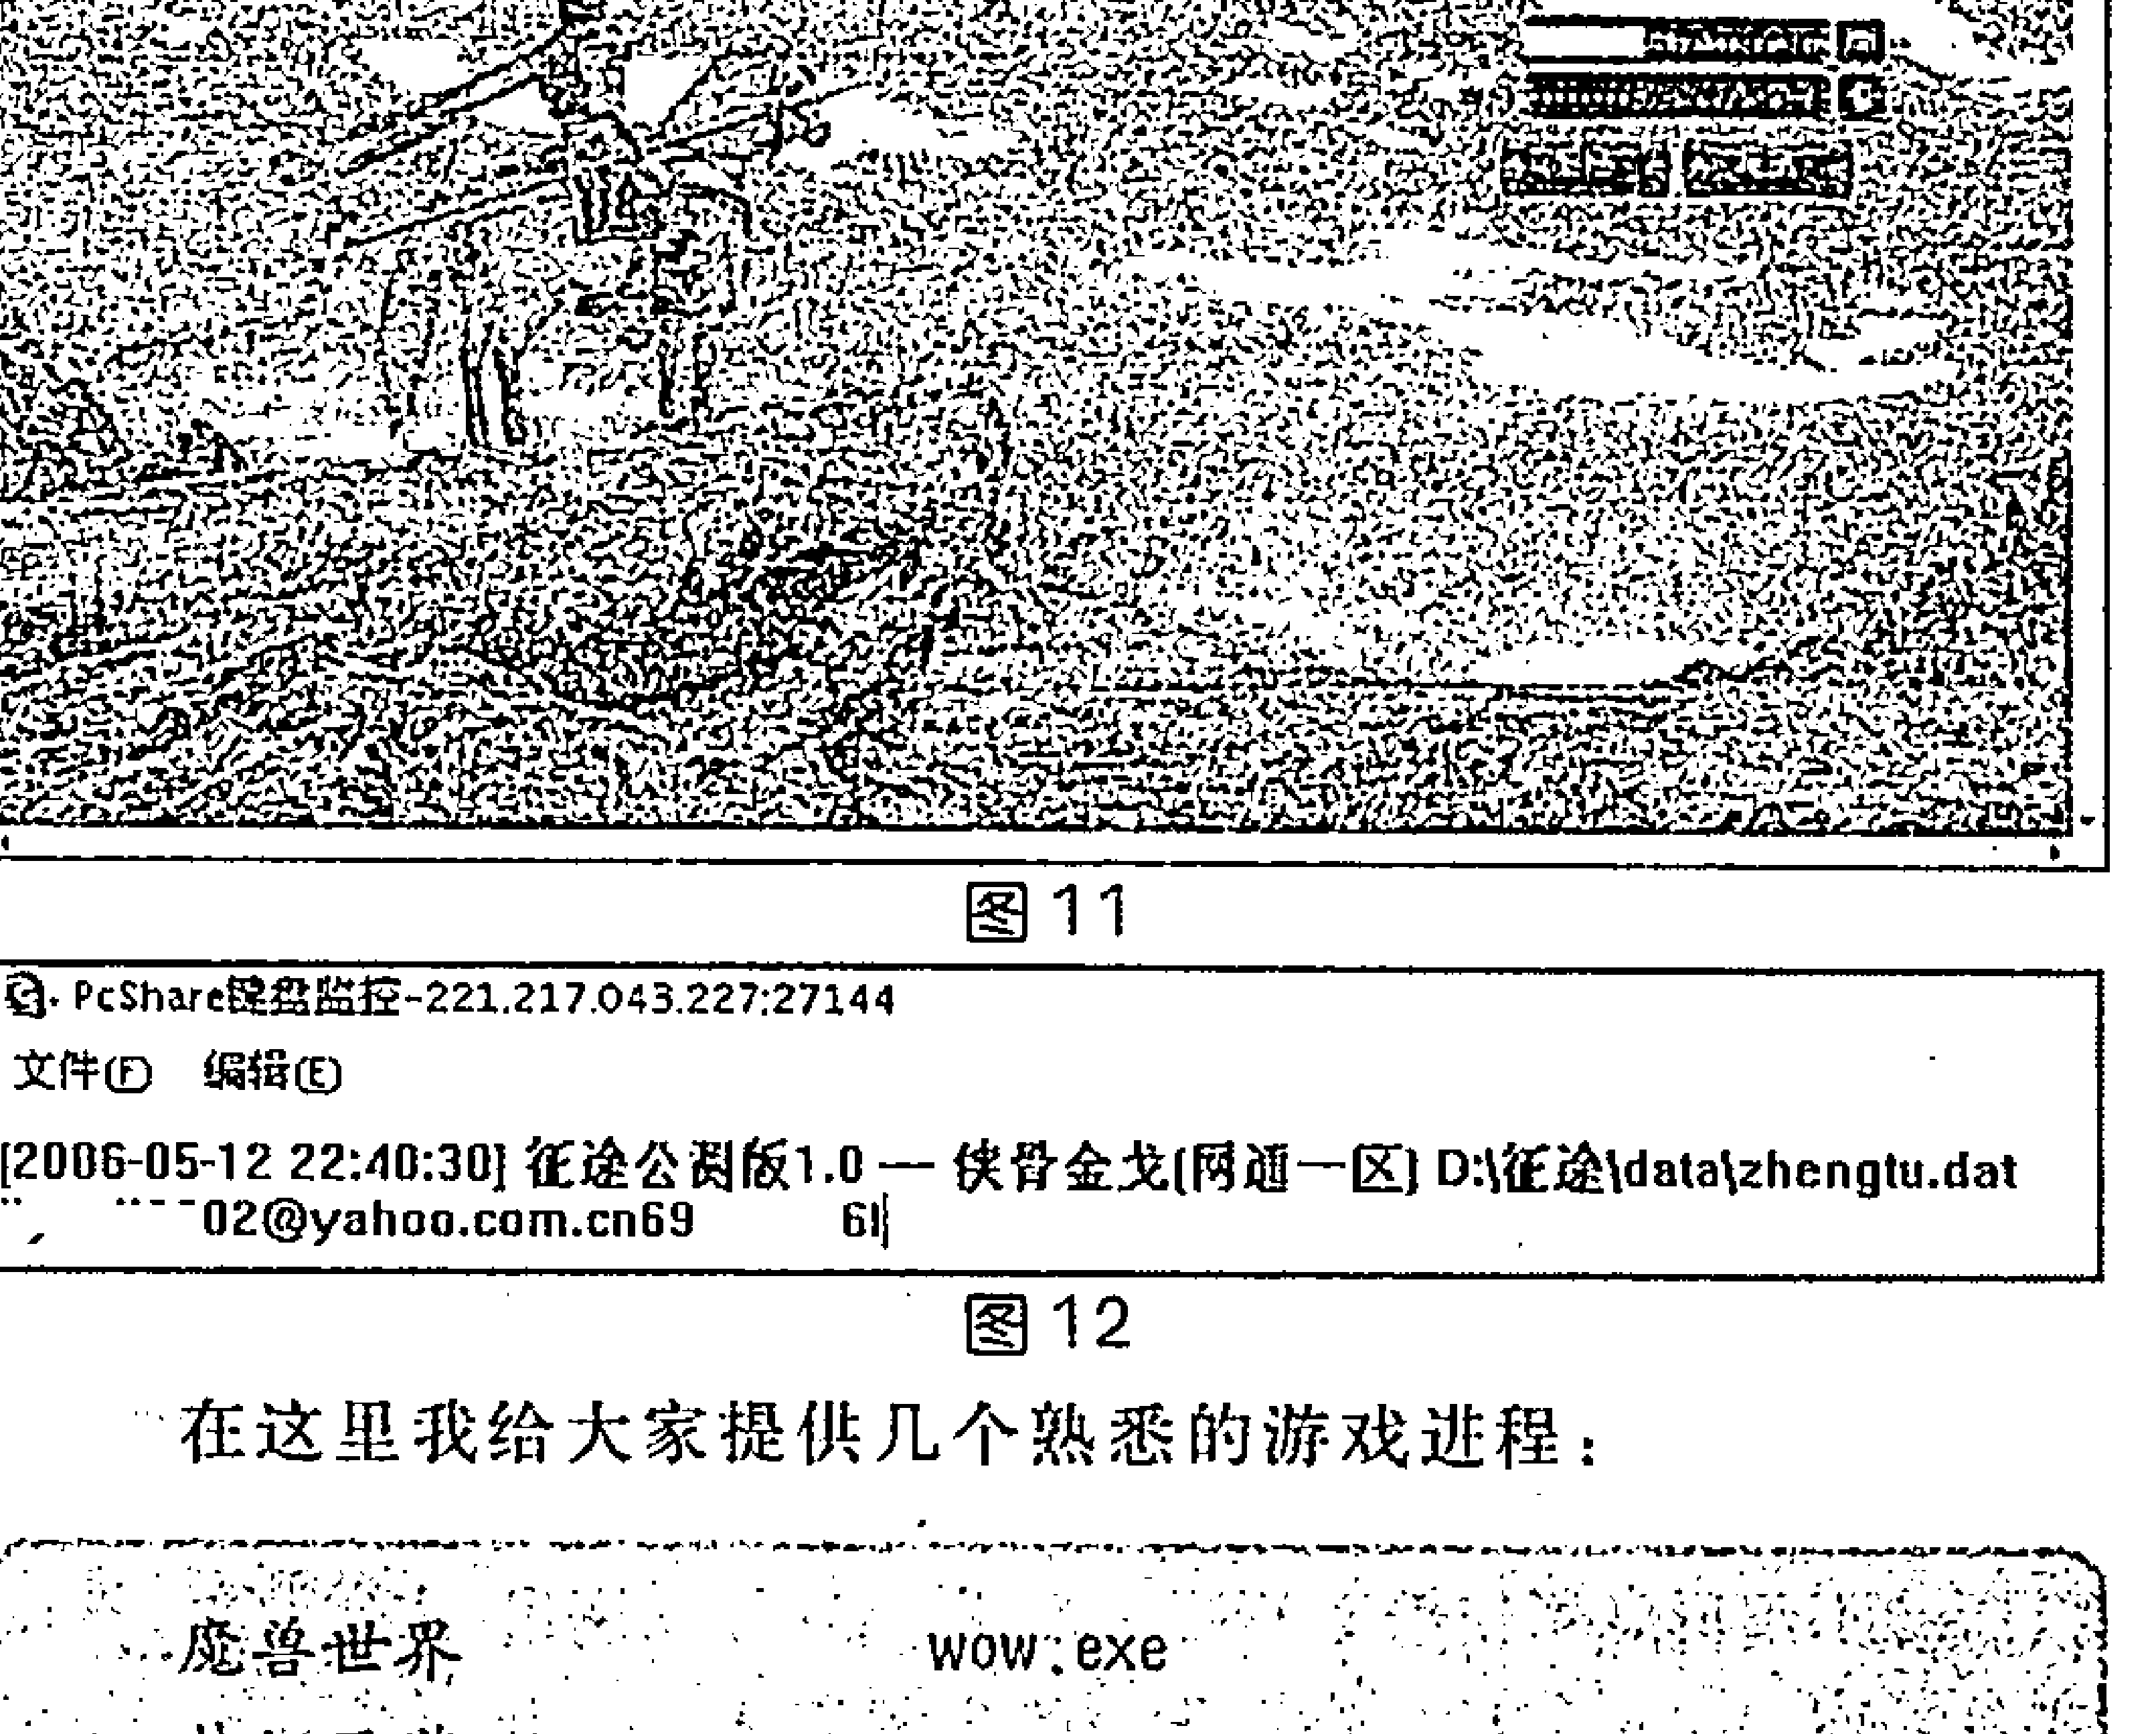 图 11
PcShare键盘监控-221.217.043.227:27144
文件(F) 编辑(E)
[2006-05-12 22:40:30] 征途公测版1.0 — 侠骨金戈(网通一区) D:\征途\data\zhengtu.dat
02@yahoo.com.cn69 61
图 12
在这里我给大家提供几个熟悉的游戏进程：
魔兽世界 wow.exe